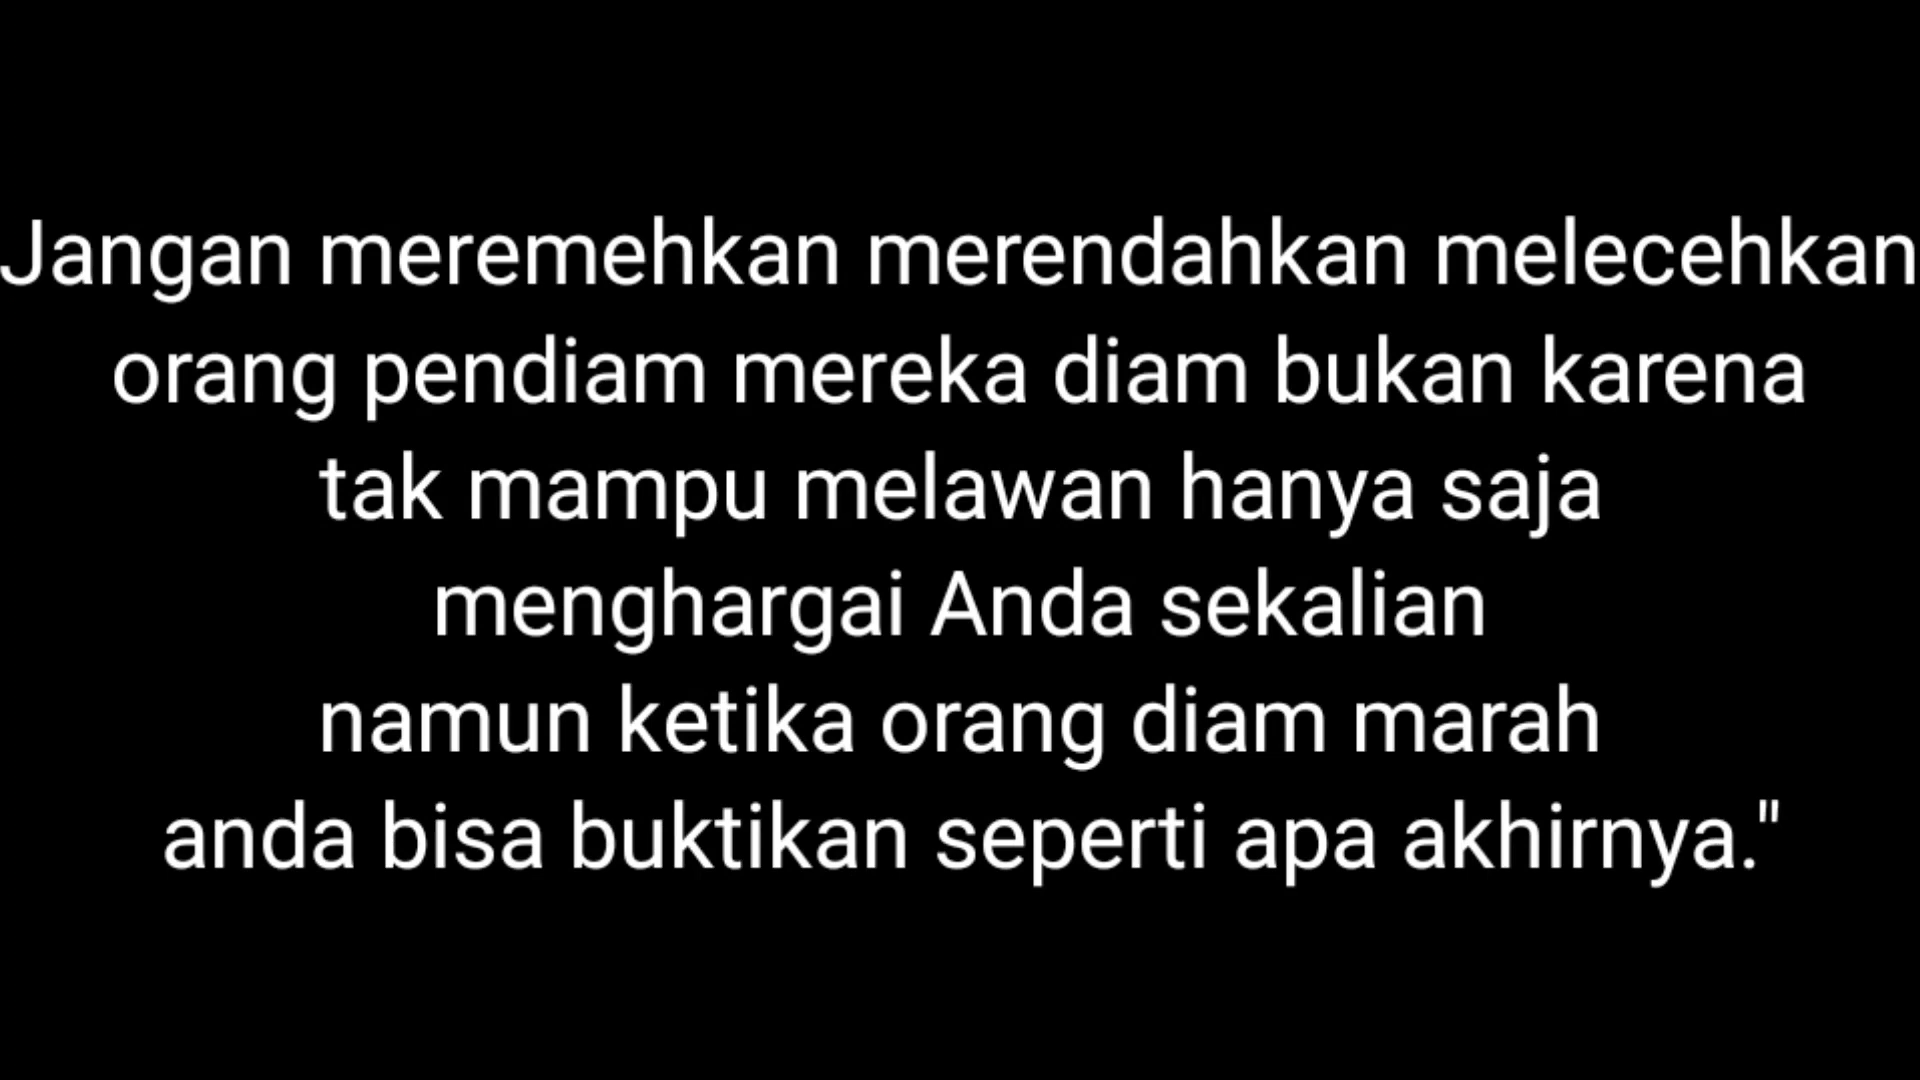 Jangan meremehkan merendahkan melecehkan
orang pendiam mereka diam bukan karena
tak mampu melawan hanya saja
menghargai Anda sekalian
namun ketika orang diam marah
anda bisa buktikan seperti apa akhirnya."